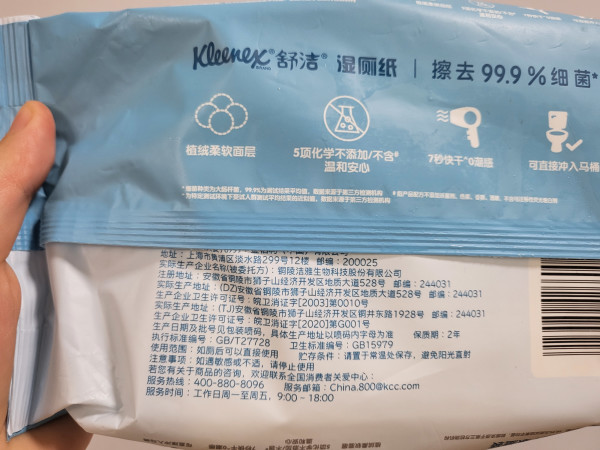 Kleenex® 舒洁® 湿厕纸 | 擦去 99.9%细菌*
植绒柔软面层
5项化学不添加/不含#
温和安心
7秒快干^0湿感
可直接冲入马桶
地址：上海市黄浦区淡水路299号12楼 邮编：200025
实际生产企业名称(被委托方)：铜陵洁雅生物科技股份有限公司
注册地址：安徽省铜陵市狮子山经济开发区地质大道528号 邮编：244031
实际生产地址：(DZ)安徽省铜陵市狮子山经济开发区地质大道528号 邮编：244031
生产企业卫生许可证号：皖卫消证字[2003]第0010号
实际生产地址：(TJ)安徽省铜陵市狮子山经济开发区铜井东路1928号 邮编：244031
生产企业卫生许可证号：皖卫消证字[2020]第G001号
生产日期及批号见包装喷码，具体生产地址以喷码内字母为准 保质期：2年
执行标准编号：GB/T27728 卫生标准编号：GB15979
使用范围：如厕后可以直接使用 贮存条件：请置于常温处保存，避免阳光直射
注意事项：如遇敏感或不适，请停止使用
若您有关于商品的咨询，欢迎联系全国消费者关爱中心：
服务热线：400-880-8096 服务邮箱：China.800@kcc.com
服务时间：工作日周一至周五，9:00 - 18:00